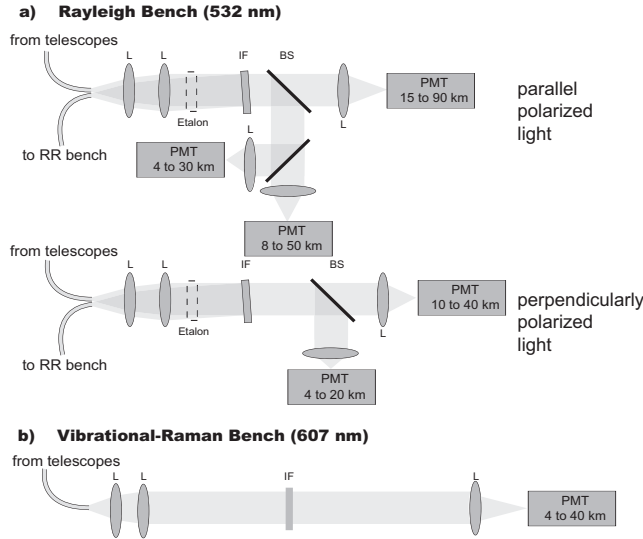 a) Rayleigh Bench (532 nm)
from telescopes
L
L
IF
BS
L
Etalon
PMT
15 to 90 km
parallel
polarized
light
to RR bench
L
PMT
4 to 30 km
PMT
8 to 50 km
from telescopes
L
L
IF
BS
L
Etalon
PMT
10 to 40 km
perpendicularly
polarized
light
to RR bench
PMT
4 to 20 km
b) Vibrational-Raman Bench (607 nm)
from telescopes
L
L
IF
L
PMT
4 to 40 km